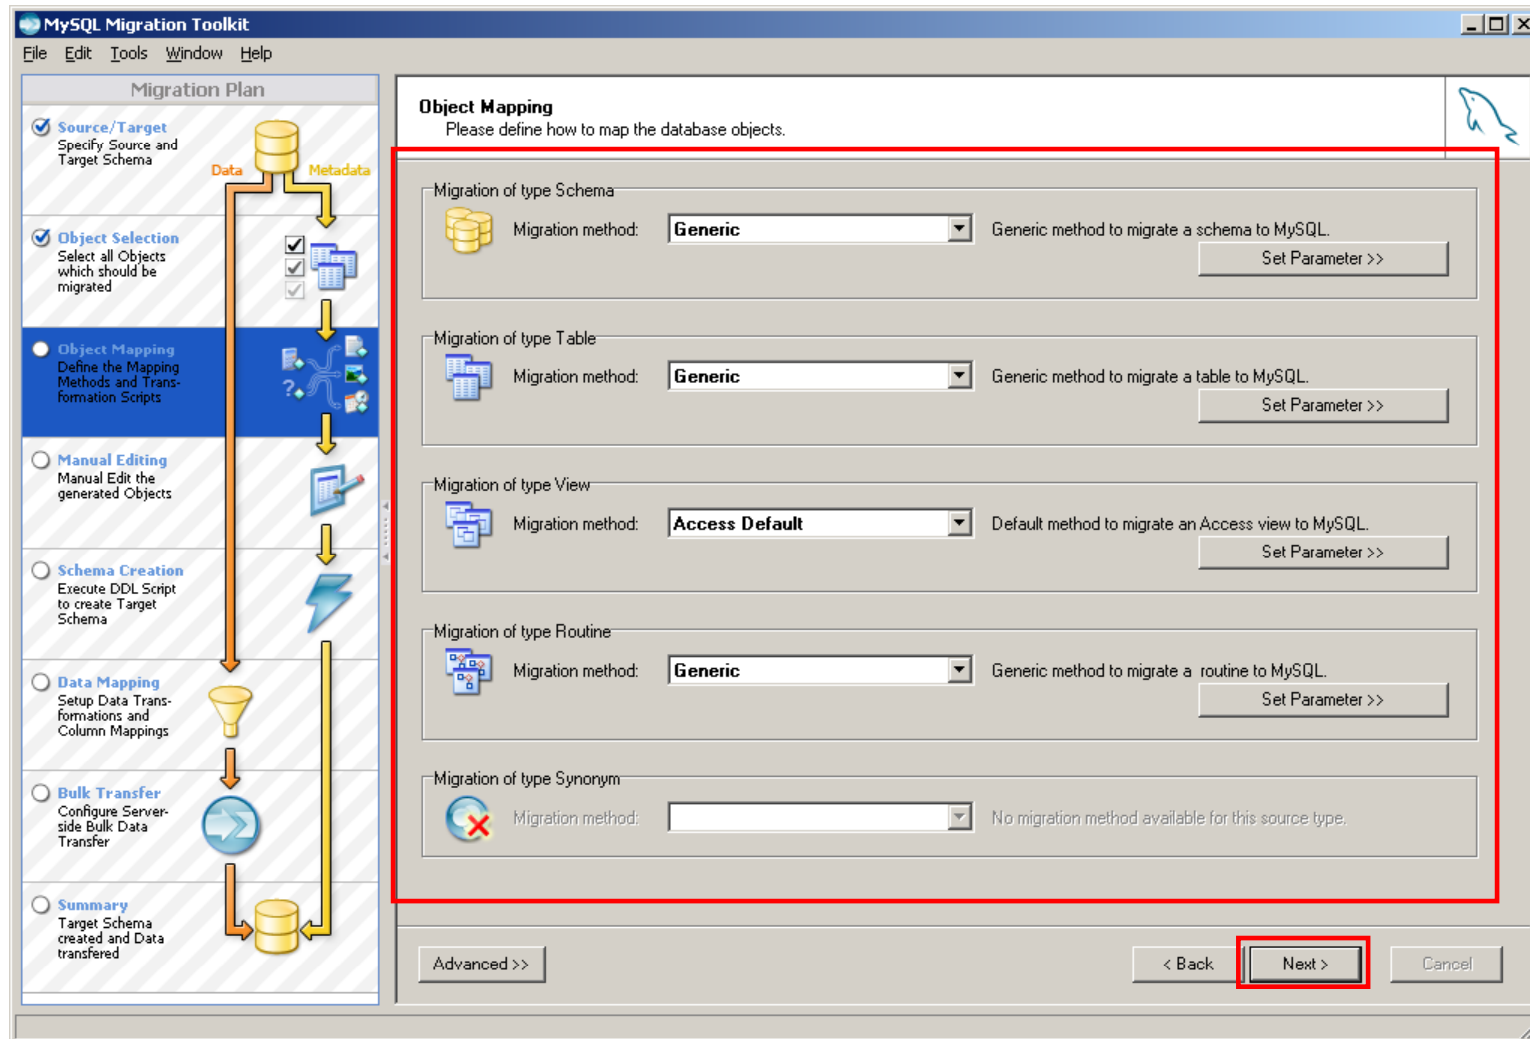 MySQL Migration Toolkit
File Edit Tools Window Help
Migration Plan
Source/Target
Specify Source and
Target Schema
Data
Metadata
Object Selection
Select all Objects
which should be
migrated
Object Mapping
Define the Mapping
Methods and Trans-
formation Scripts
Manual Editing
Manual Edit the
generated Objects
Schema Creation
Execute DDL Script
to create Target
Schema
Data Mapping
Setup Data Trans-
formations and
Column Mappings
Bulk Transfer
Configure Server-
side Bulk Data
Transfer
Summary
Target Schema
created and Data
transfered
Object Mapping
Please define how to map the database objects.
Migration of type Schema
Migration method: Generic Generic method to migrate a schema to MySQL.
Set Parameter >>
Migration of type Table
Migration method: Generic Generic method to migrate a table to MySQL.
Set Parameter >>
Migration of type View
Migration method: Access Default Default method to migrate an Access view to MySQL.
Set Parameter >>
Migration of type Routine
Migration method: Generic Generic method to migrate a routine to MySQL.
Set Parameter >>
Migration of type Synonym
Migration method: No migration method available for this source type.
Advanced >> < Back Next > Cancel